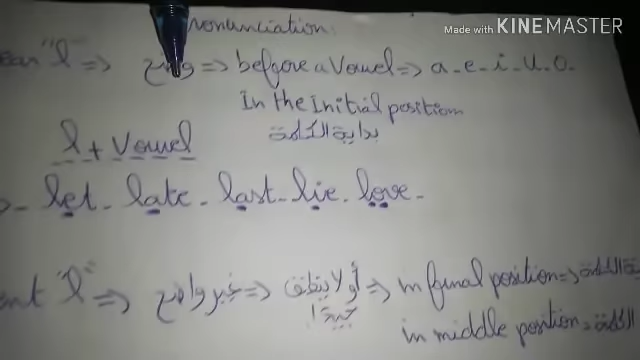 Pronunciation:
Made with KINEMASTER
"l" => واضح => before a Vowel => a - e - i - u - o.
In the Initial position
بداية الكلمة
l + Vowel
- let - late - last - lie - love -
"l" => غير واضح => أو لا ينطق => in final position =>
جيدا
in middle position =